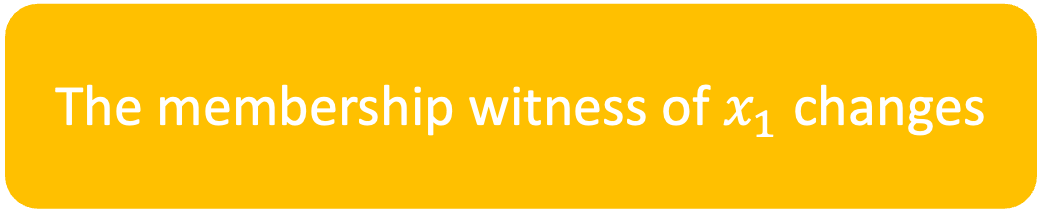 The membership witness of x₁ changes